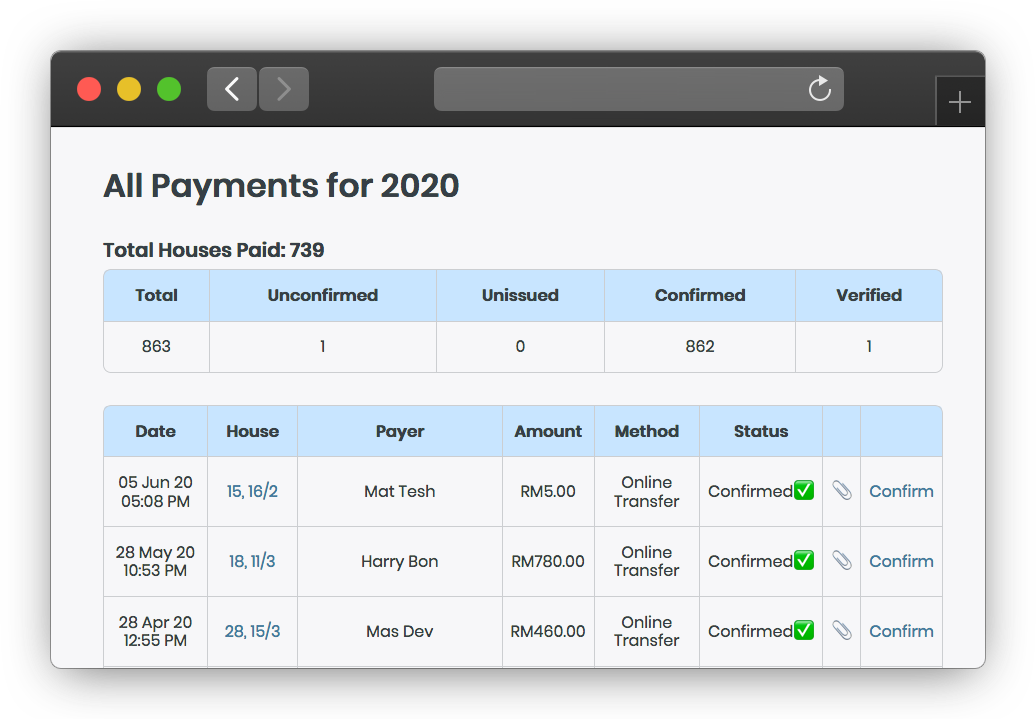 All Payments for 2020
Total Houses Paid: 739
Total Unconfirmed Unissued Confirmed Verified
863 1 0 862 1
Date House Payer Amount Method Status
05 Jun 20
05:08 PM
15, 16/2
Mat Tesh
RM5.00
Online
Transfer
Confirmed✅
Confirm
28 May 20
10:53 PM
18, 11/3
Harry Bon
RM780.00
Online
Transfer
Confirmed✅
Confirm
28 Apr 20
12:55 PM
28, 15/3
Mas Dev
RM460.00
Online
Transfer
Confirmed✅
Confirm